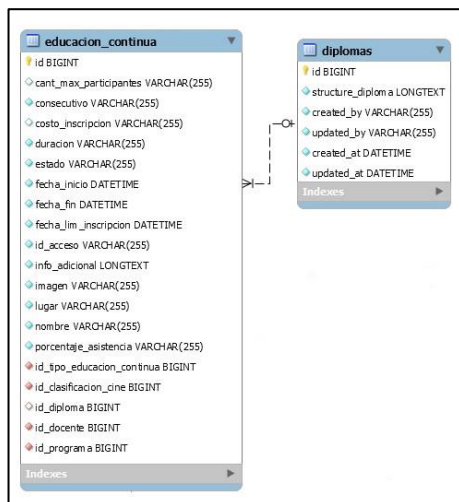 educacion_continua
id BIGINT
cant_max_participantes VARCHAR(255)
consecutivo VARCHAR(255)
costo_inscripcion VARCHAR(255)
duracion VARCHAR(255)
estado VARCHAR(255)
fecha_inicio DATETIME
fecha_fin DATETIME
fecha_lim_inscripcion DATETIME
id_acceso VARCHAR(255)
info_adicional LONGTEXT
imagen VARCHAR(255)
lugar VARCHAR(255)
nombre VARCHAR(255)
porcentaje_asistencia VARCHAR(255)
id_tipo_educacion_continua BIGINT
id_clasificacion_cine BIGINT
id_diploma BIGINT
id_docente BIGINT
id_programa BIGINT
Indexes
diplomas
id BIGINT
structure_diploma LONGTEXT
created_by VARCHAR(255)
updated_by VARCHAR(255)
created_at DATETIME
updated_at DATETIME
Indexes